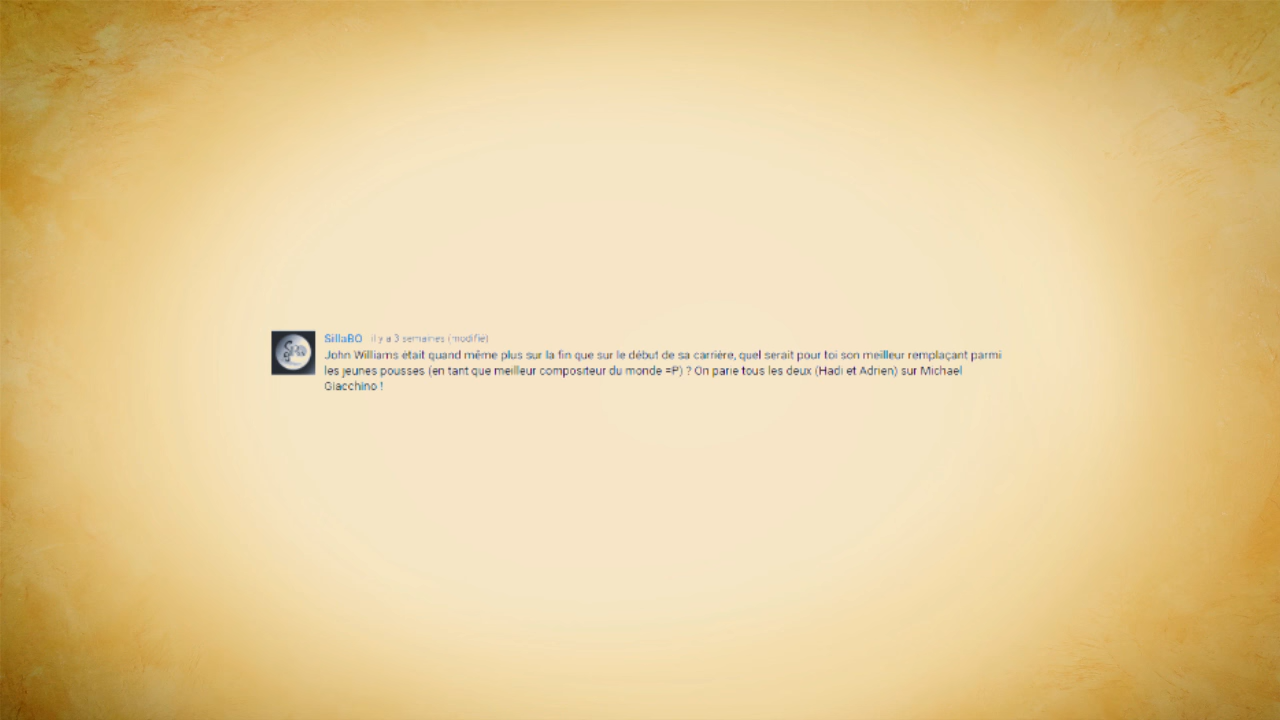 SillaBO il y a 3 semaines (modifié)
John Williams était quand même plus sur la fin que sur le début de sa carrière, quel serait pour toi son meilleur remplaçant parmi
les jeunes pousses (en tant que meilleur compositeur du monde =P) ? On parie tous les deux (Hadi et Adrien) sur Michael
Giacchino !